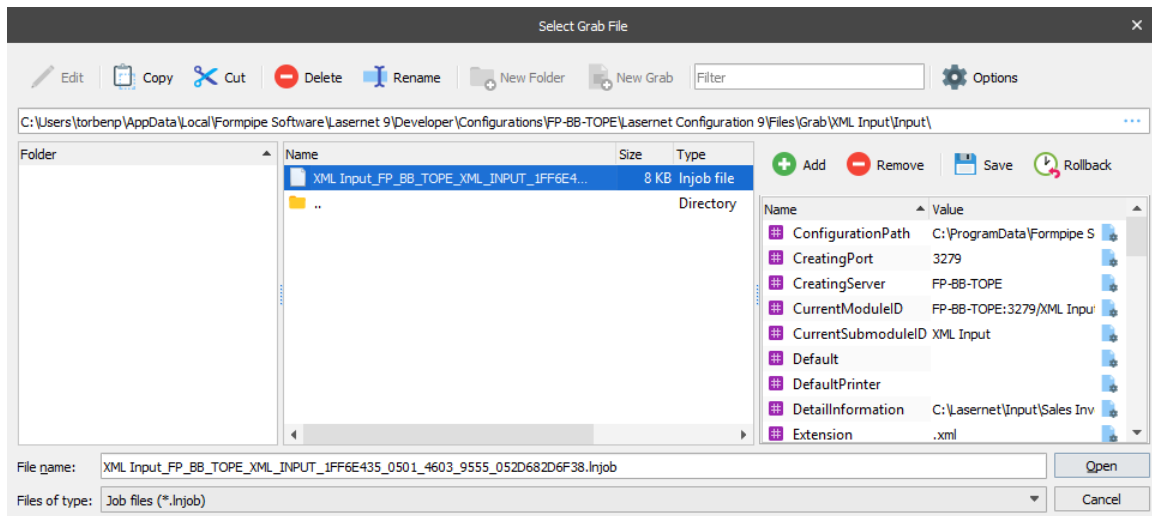 Select Grab File
Edit Copy Cut Delete Rename New Folder New Grab Filter Options
C:\Users\torbenp\AppData\Local\Formpipe Software\Lasernet 9\Developer\Configurations\FP-BB-TOPE\Lasernet Configuration 9\Files\Grab\XML Input\Input\ ...
Folder
Name Size Type
XML Input_FP_BB_TOPE_XML_INPUT_1FF6E4... 8 KB lnjob file
.. Directory
Add Remove Save Rollback
Name Value
ConfigurationPath C:\ProgramData\Formpipe S
CreatingPort 3279
CreatingServer FP-BB-TOPE
CurrentModuleID FP-BB-TOPE:3279/XML Input
CurrentSubmoduleID XML Input
Default
DefaultPrinter
DetailInformation C:\Lasernet\Input\Sales Inv
Extension .xml
File name: XML Input_FP_BB_TOPE_XML_INPUT_1FF6E435_0501_4603_9555_052D682D6F38.lnjob Open
Files of type: Job files (*.lnjob) Cancel